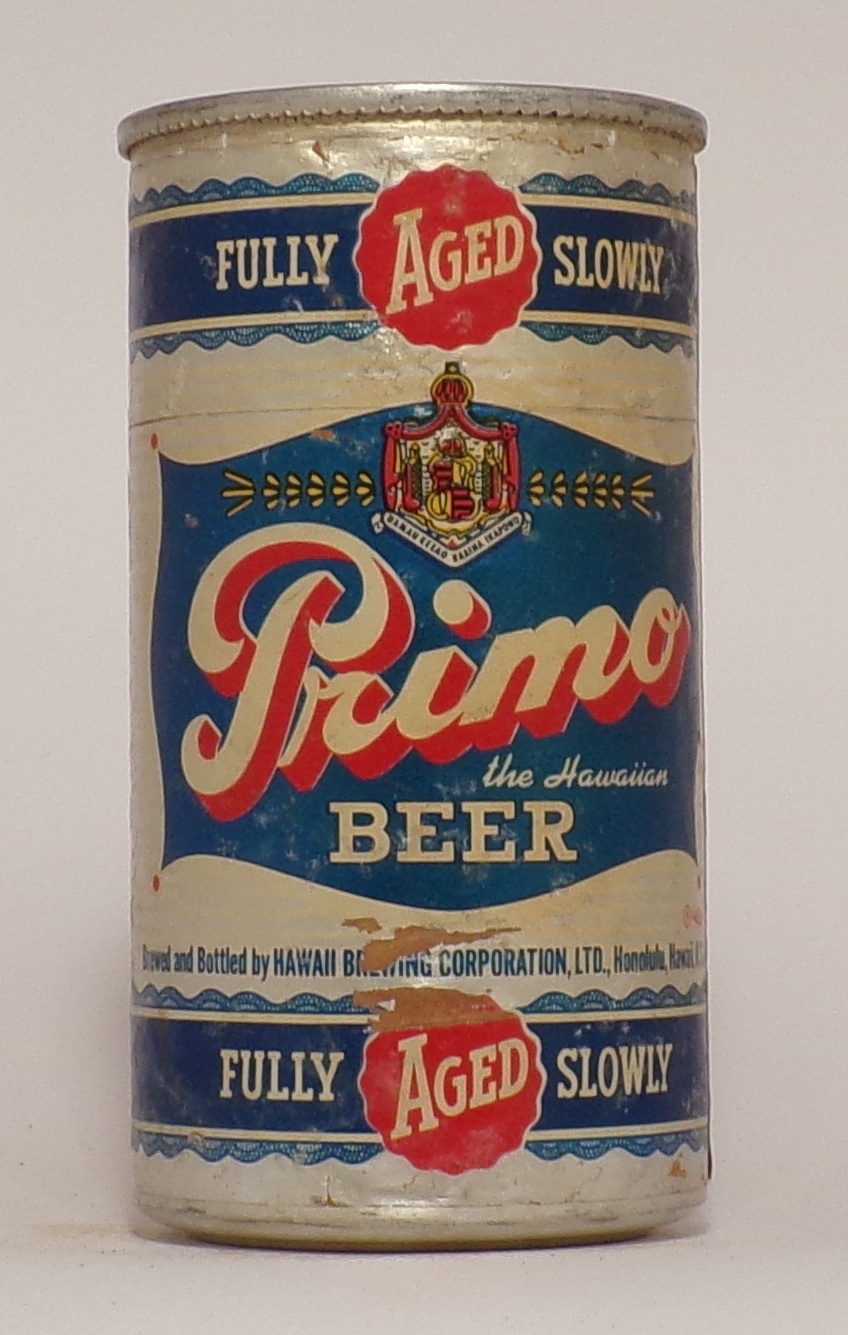 FULLY AGED SLOWLY
Primo
the Hawaiian
BEER
Brewed and Bottled by HAWAII BREWING CORPORATION, LTD., Honolulu, Hawaii,
FULLY AGED SLOWLY